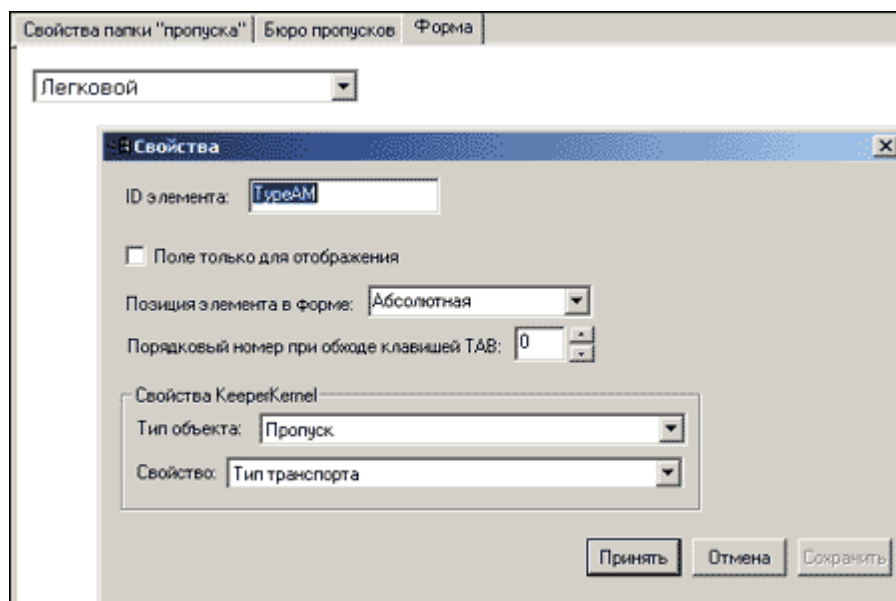 Свойства папки "пропуска" Бюро пропусков Форма
Легковой
Свойства
ID элемента: TypeAM
Поле только для отображения
Позиция элемента в форме: Абсолютная
Порядковый номер при обходе клавишей TAB: 0
Свойства KeeperKernel
Тип объекта: Пропуск
Свойство: Тип транспорта
Принять Отмена Сохранить